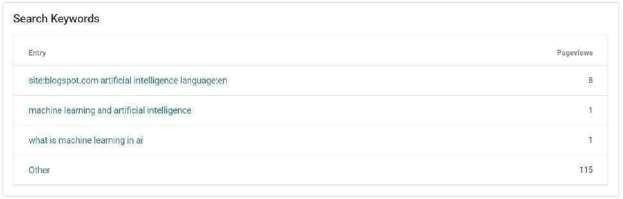 Search Keywords
Entry Pageviews
site:blogspot.com artificial intelligence language:en 8
machine learning and artificial intelligence 1
what is machine learning in ai 1
Other 115